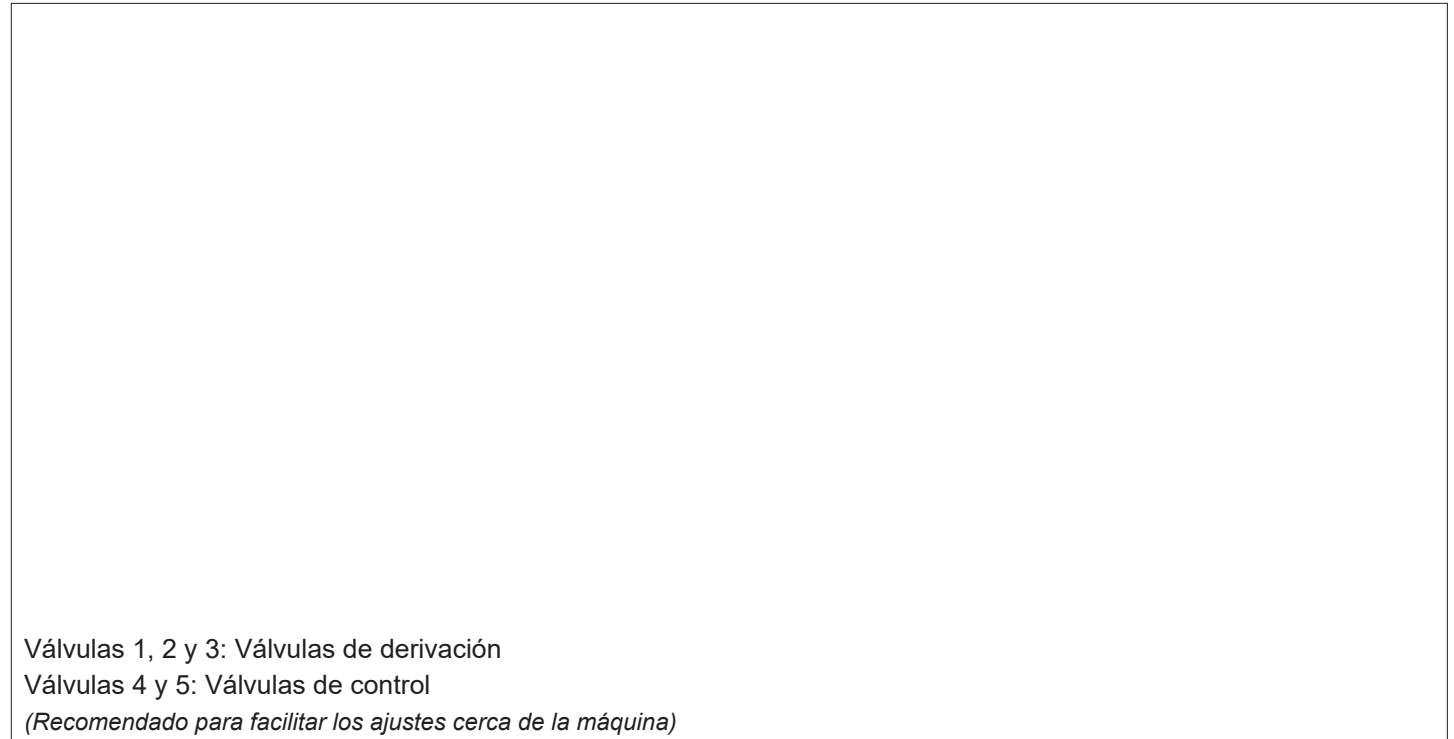 Válvulas 1, 2 y 3: Válvulas de derivación
Válvulas 4 y 5: Válvulas de control
(Recomendado para facilitar los ajustes cerca de la máquina)